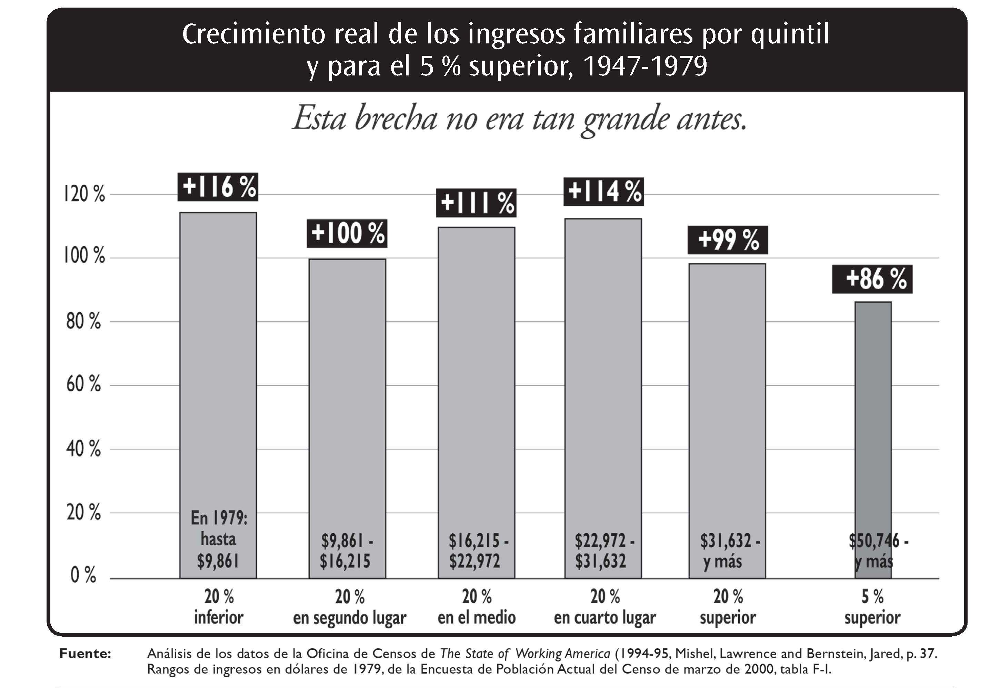 Crecimiento real de los ingresos familiares por quintil
y para el 5 % superior, 1947-1979
Esta brecha no era tan grande antes.
120 %
100 %
80 %
60 %
40 %
20 %
0 %
+116 %
+100 %
+111 %
+114 %
+99 %
+86 %
En 1979:
hasta
$9,861
$9,861 -
$16,215
$16,215 -
$22,972
$22,972 -
$31,632
$31,632 -
y más
$50,746 -
y más
20 %
inferior
20 %
en segundo lugar
20 %
en el medio
20 %
en cuarto lugar
20 %
superior
5 %
superior
Fuente: Análisis de los datos de la Oficina de Censos de The State of Working America (1994-95, Mishel, Lawrence and Bernstein, Jared, p. 37.
Rangos de ingresos en dólares de 1979, de la Encuesta de Población Actual del Censo de marzo de 2000, tabla F-I.